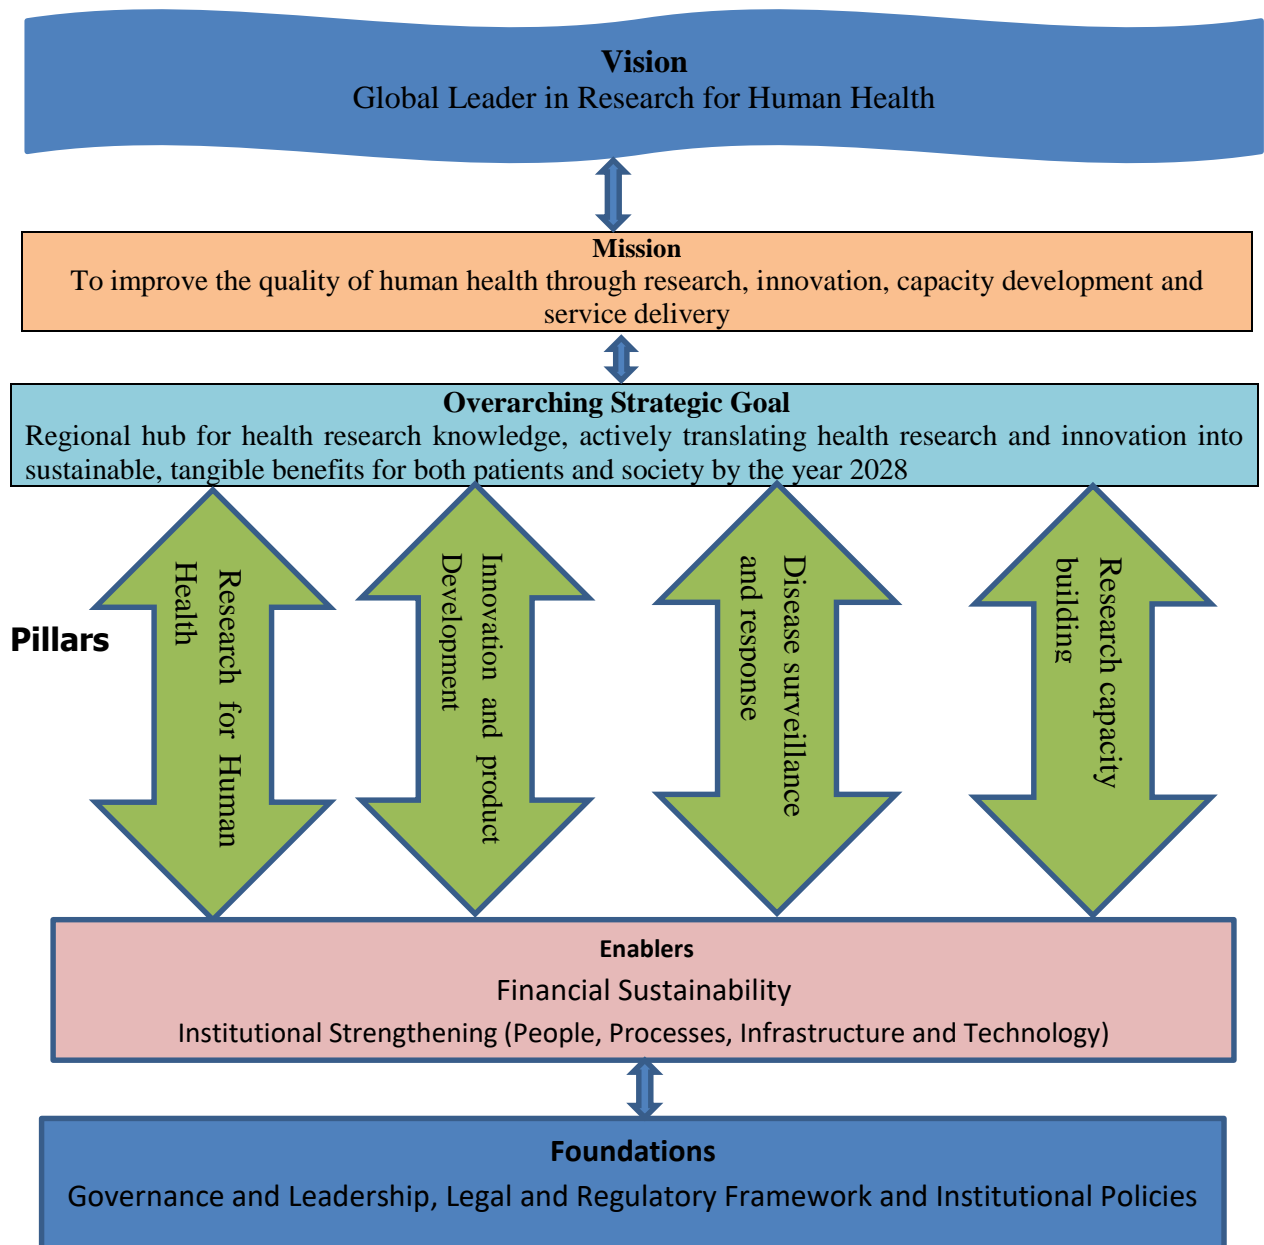 Vision
Global Leader in Research for Human Health
Mission
To improve the quality of human health through research, innovation, capacity development and
service delivery
Overarching Strategic Goal
Regional hub for health research knowledge, actively translating health research and innovation into
sustainable, tangible benefits for both patients and society by the year 2028
Pillars
Research for Human
Health
Innovation and product
Development
Disease surveillance
and response
Research capacity
building
Enablers
Financial Sustainability
Institutional Strengthening (People, Processes, Infrastructure and Technology)
Foundations
Governance and Leadership, Legal and Regulatory Framework and Institutional Policies